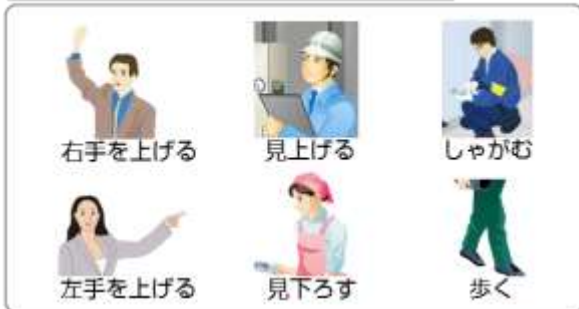 右手を上げる
見上げる
しゃがむ
左手を上げる
見下ろす
歩く